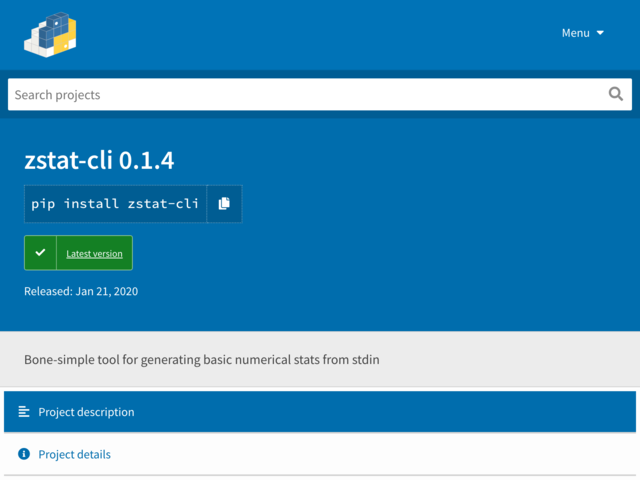 Menu
Search projects
zstat-cli 0.1.4
pip install zstat-cli
Latest version
Released: Jan 21, 2020
Bone-simple tool for generating basic numerical stats from stdin
Project description
Project details